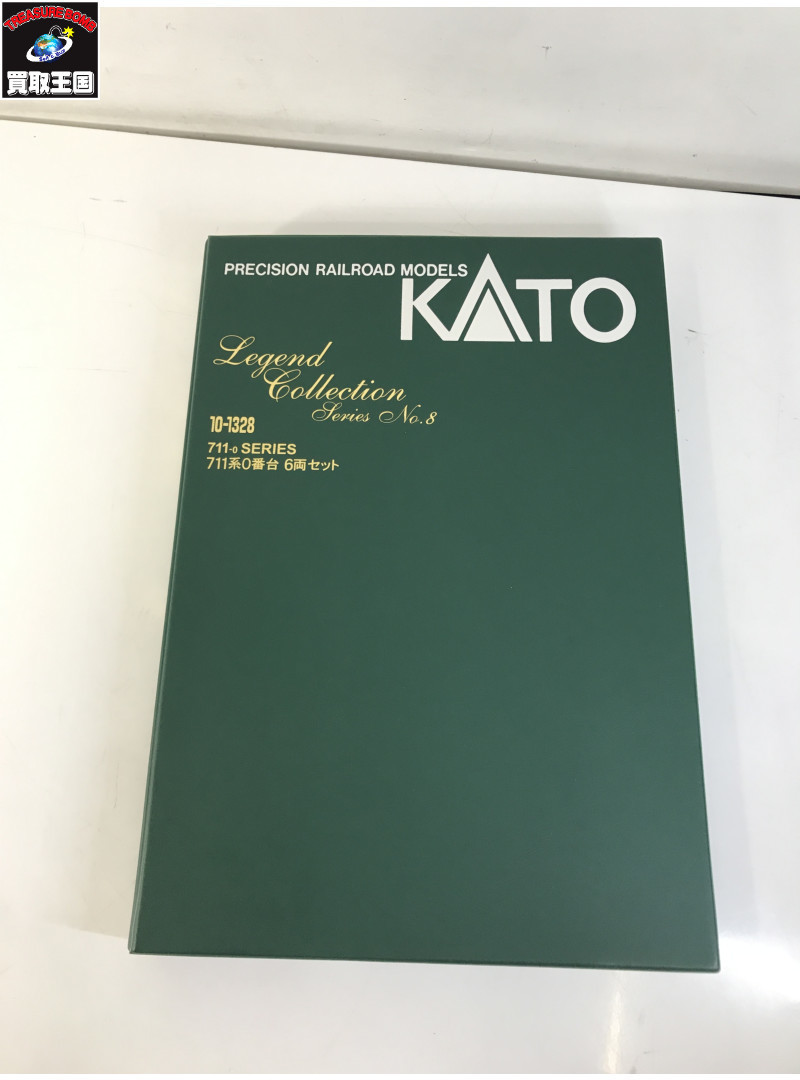 TREASURE BOMB
買取王国
PRECISION RAILROAD MODELS
KATO
Legend
Collection
Series No.8
10-1328
711-0 SERIES
711系0番台 6両セット